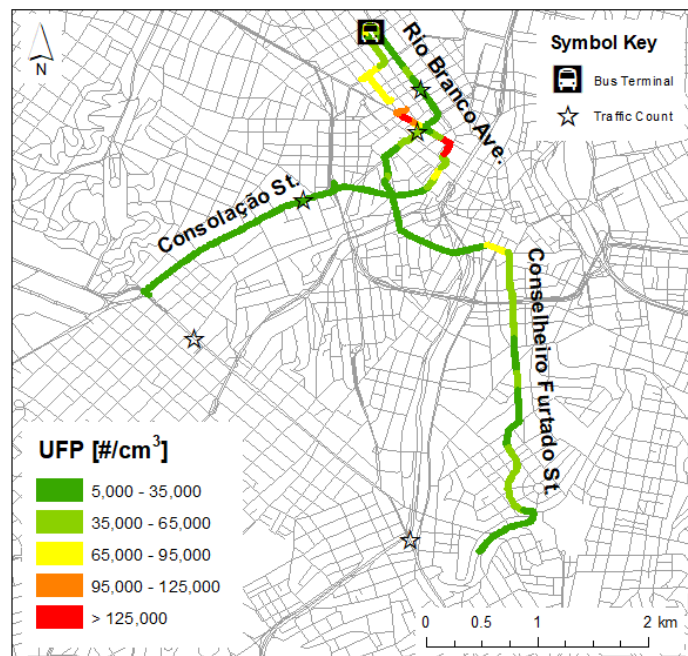 N
Rio Branco Ave.
Symbol Key
Bus Terminal
Traffic Count
Consolação St.
Conselheiro Furtado St.
UFP [#/cm³]
5,000 - 35,000
35,000 - 65,000
65,000 - 95,000
95,000 - 125,000
> 125,000
0 0.5 1 2 km